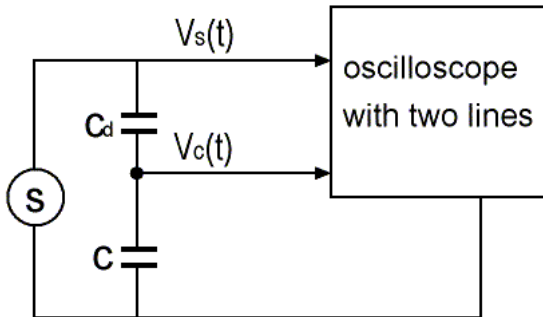 Vs(t)
oscilloscope
with two lines
Cd
Vc(t)
S
C